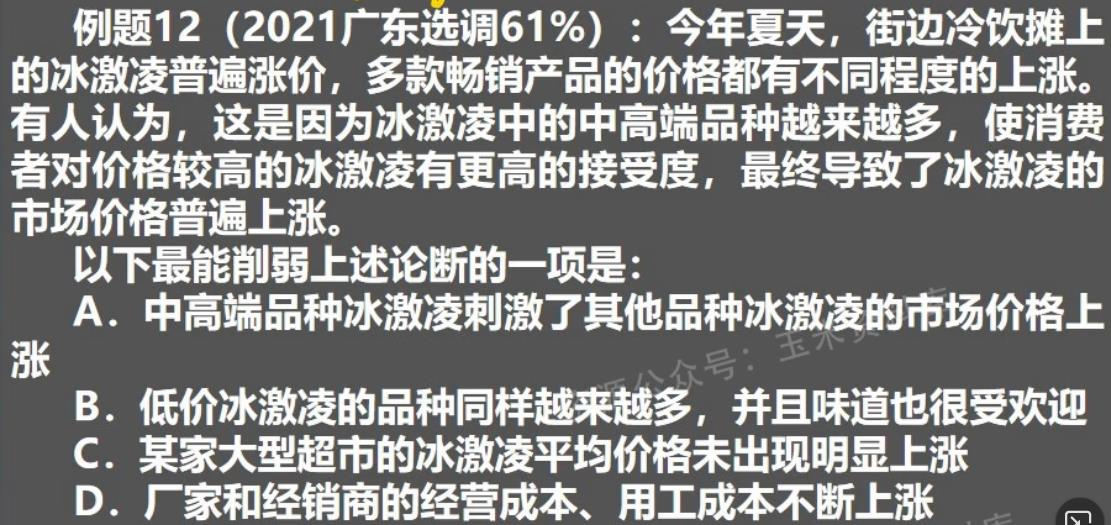 例题12（2021广东选调61%）：今年夏天，街边冷饮摊上
的冰激凌普遍涨价，多款畅销产品的价格都有不同程度的上涨。
有人认为，这是因为冰激凌中的中高端品种越来越多，使消费
者对价格较高的冰激凌有更高的接受度，最终导致了冰激凌的
市场价格普遍上涨。
以下最能削弱上述论断的一项是：
A．中高端品种冰激凌刺激了其他品种冰激凌的市场价格上
涨
B．低价冰激凌的品种同样越来越多，并且味道也很受欢迎
C．某家大型超市的冰激凌平均价格未出现明显上涨
D．厂家和经销商的经营成本、用工成本不断上涨